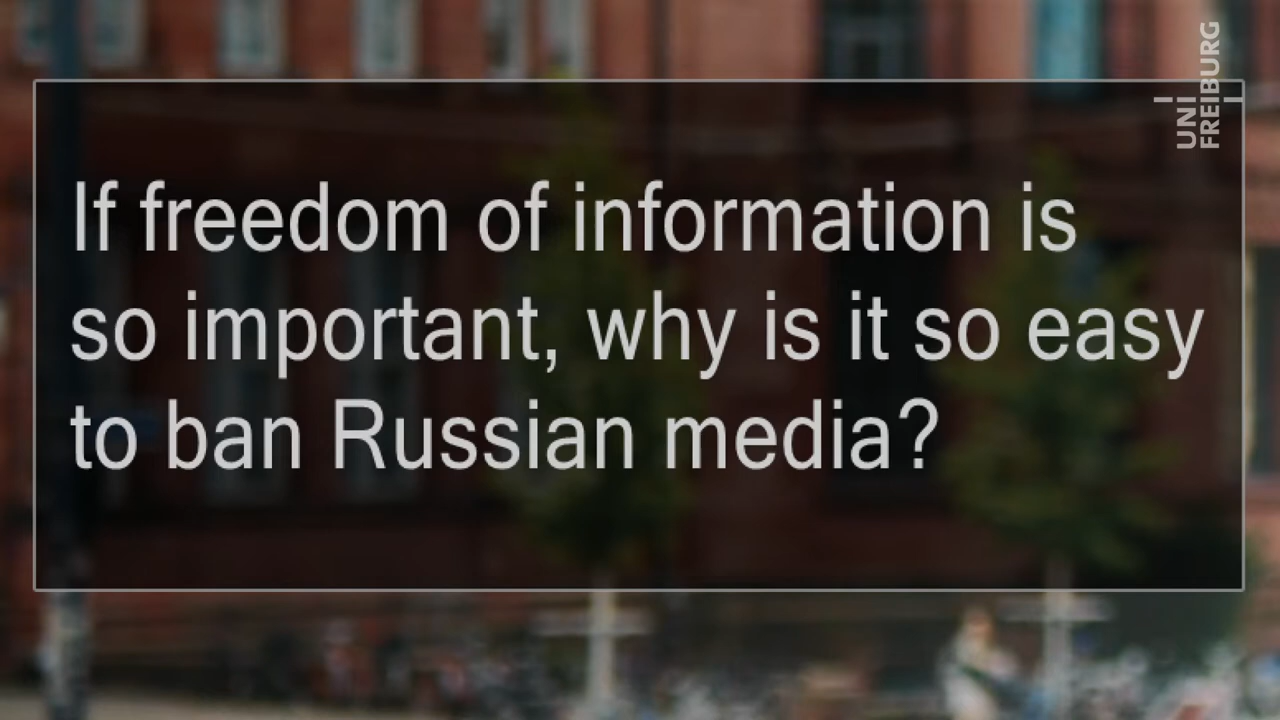 UNI
FREIBURG
If freedom of information is
so important, why is it so easy
to ban Russian media?